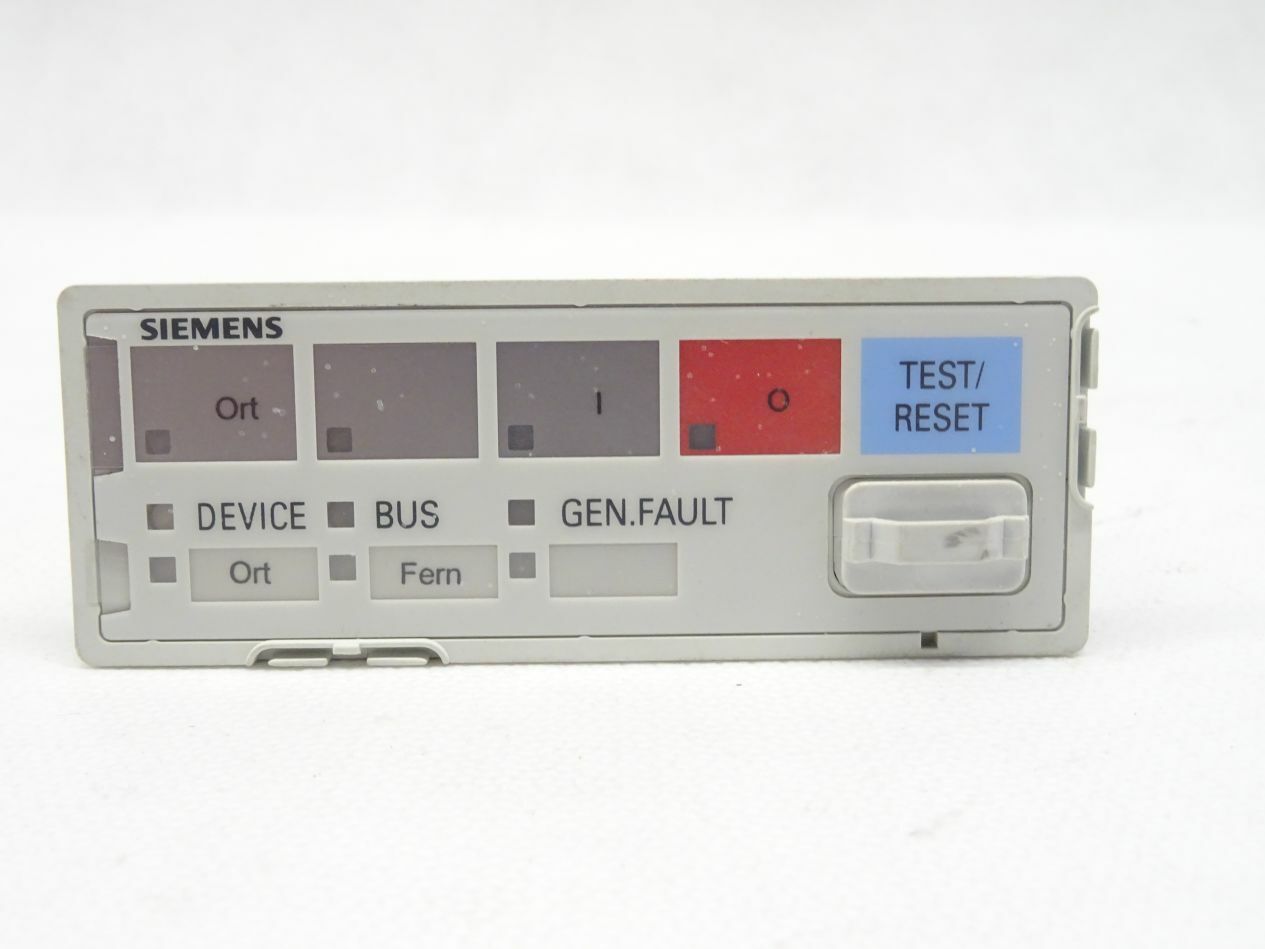 SIEMENS
Ort I O TEST/
RESET
DEVICE BUS GEN.FAULT
Ort Fern